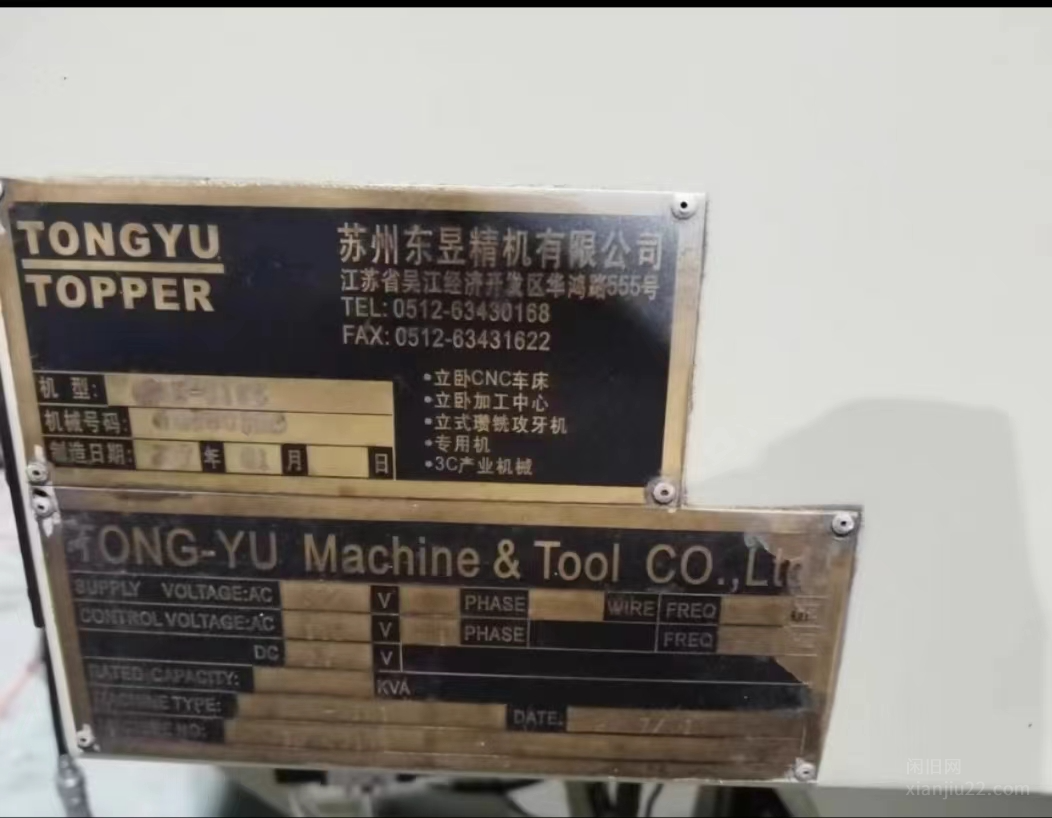 TONGYU
TOPPER
苏州东昱精机有限公司
江苏省吴江经济开发区华鸿路555号
TEL: 0512-63430168
FAX: 0512-63431622
机 型:
机械号码:
制造日期: 年 01 月 日
•立卧CNC车床
•立卧加工中心
•立式瓒铣攻牙机
•专用机
•3C产业机械
TONG-YU Machine & Tool CO.,Ltd
SUPPLY VOLTAGE:AC V PHASE WIRE FREQ
CONTROL VOLTAGE:AC V PHASE FREQ
DC V
RATED CAPACITY: KVA
MACHINE TYPE: DATE.
NO:
闲旧网
xianjiu22.com